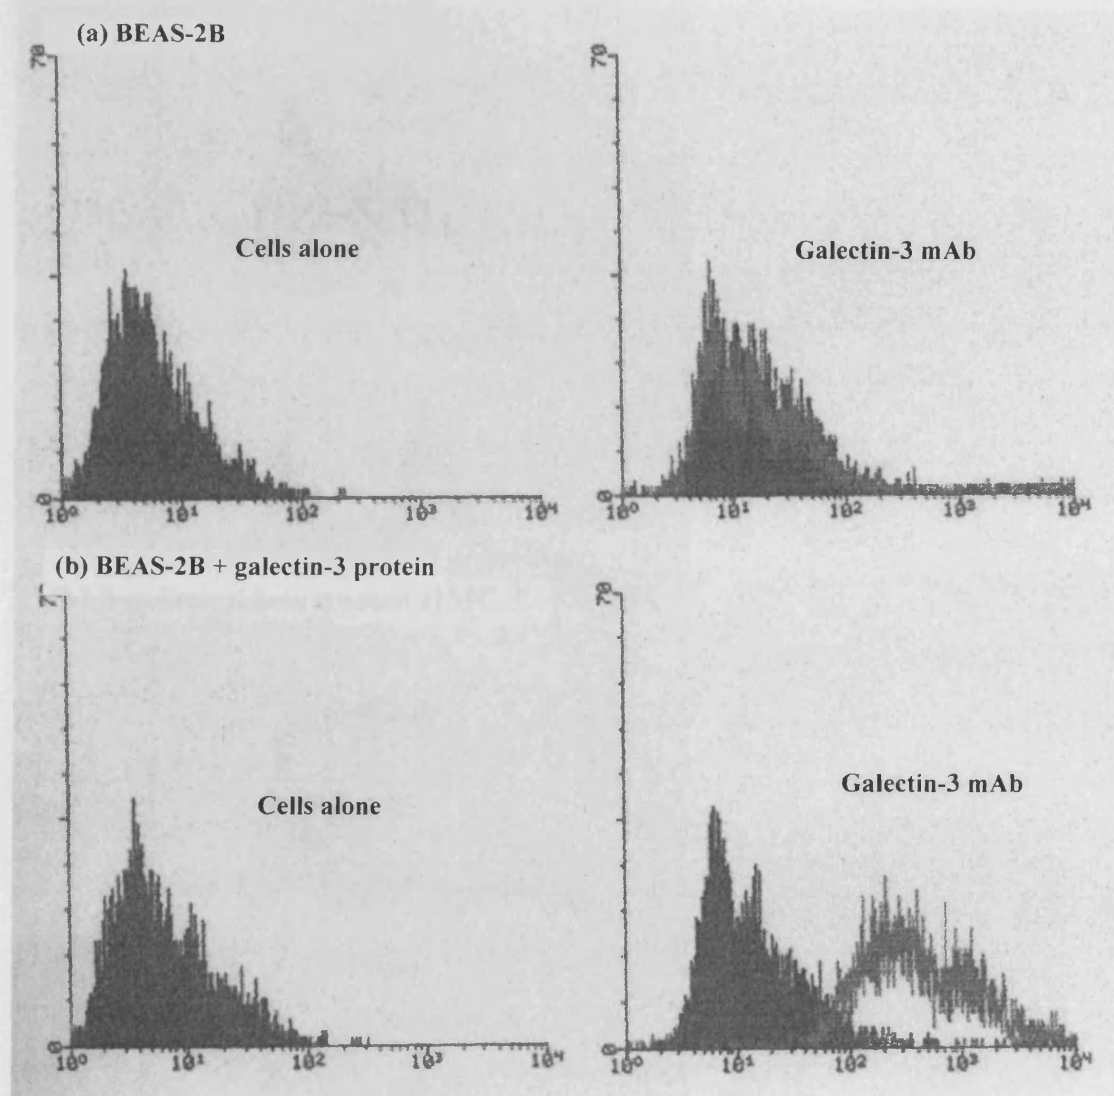 (a) BEAS-2B
70
Cells alone
0
10⁰ 10¹ 10² 10³ 10⁴
70
Galectin-3 mAb
0
10⁰ 10¹ 10² 10³ 10⁴
(b) BEAS-2B + galectin-3 protein
Cells alone
0
10⁰ 10¹ 10² 10³ 10⁴
70
Galectin-3 mAb
0
10⁰ 10¹ 10² 10³ 10⁴